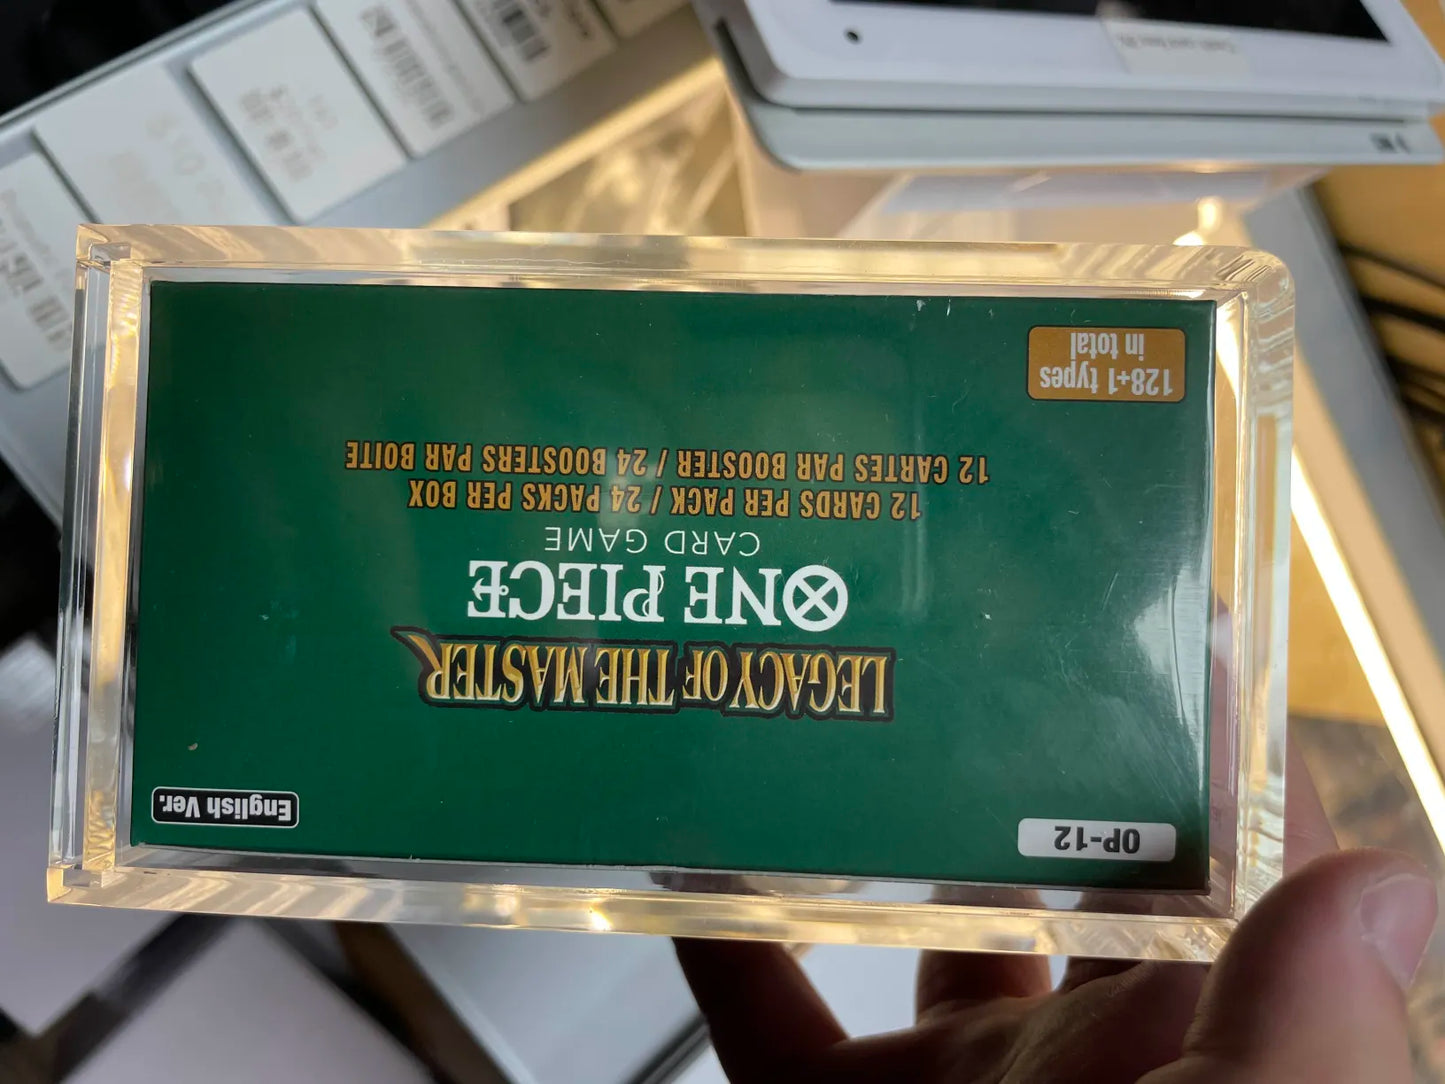 OP-12
English Ver.
LEGACY OF THE MASTER
ONE PIECE
CARD GAME
12 CARDS PER PACK / 24 PACKS PER BOX
12 CARTES PAR BOOSTER / 24 BOOSTERS PAR BOITE
128+1 types
in total